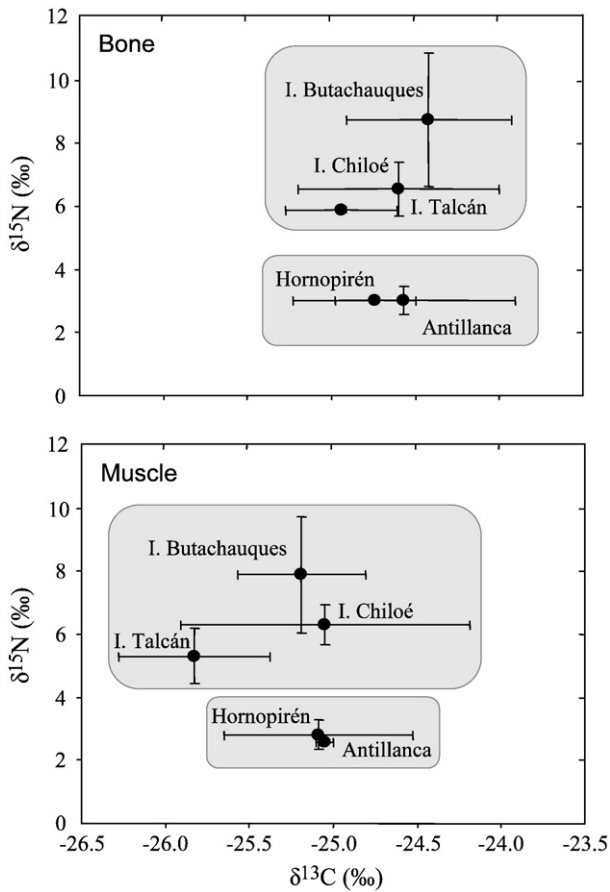 12
Bone
10
I. Butachauques
8
I. Chiloé
6
I. Talcán
4
Hornopirén
2
Antillanca
0
δ15N (‰)
12
Muscle
10
I. Butachauques
8
I. Chiloé
6
I. Talcán
4
Hornopirén
2
Antillanca
0
δ15N (‰)
-26.5 -26.0 -25.5 -25.0 -24.5 -24.0 -23.5
δ13C (‰)